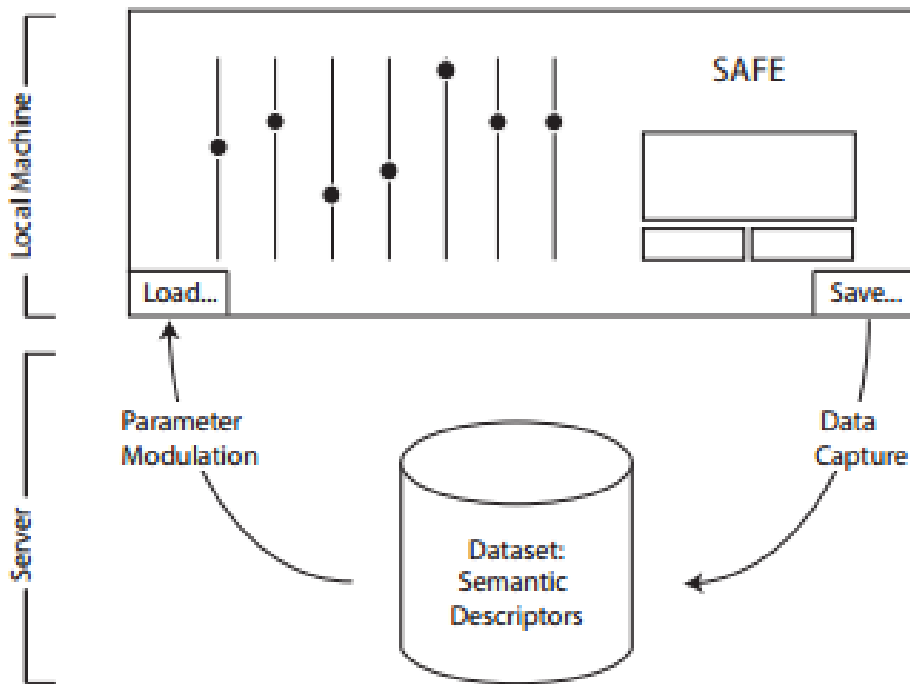 Local Machine
SAFE
Load...
Save...
Server
Parameter
Modulation
Data
Capture
Dataset:
Semantic
Descriptors